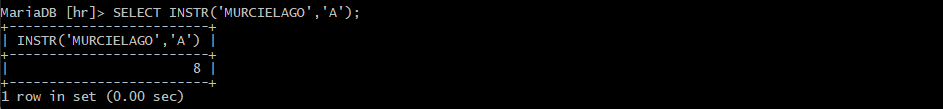 MariaDB [hr]> SELECT INSTR('MURCIELAGO','A');
+-------------------------+
| INSTR('MURCIELAGO','A') |
+-------------------------+
|                       8 |
+-------------------------+
1 row in set (0.00 sec)